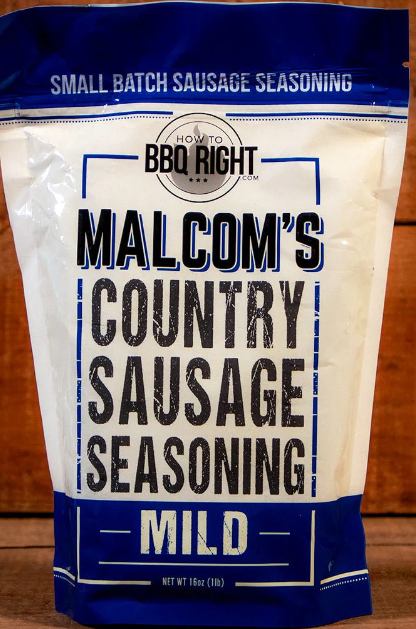 SMALL BATCH SAUSAGE SEASONING
HOW TO
BBQ RIGHT
.COM
MALCOM'S
COUNTRY
SAUSAGE
SEASONING
MILD
NET WT 16oz (1lb)